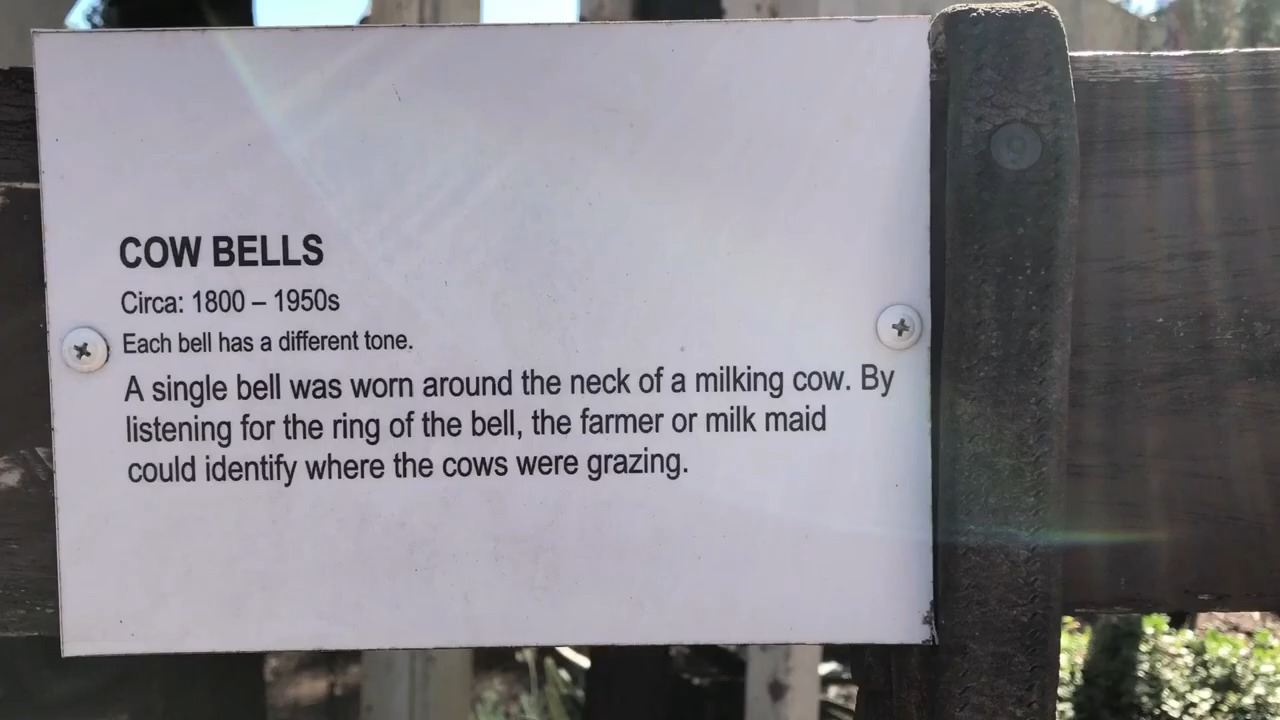 COW BELLS
Circa: 1800 – 1950s
Each bell has a different tone.
A single bell was worn around the neck of a milking cow. By
listening for the ring of the bell, the farmer or milk maid
could identify where the cows were grazing.